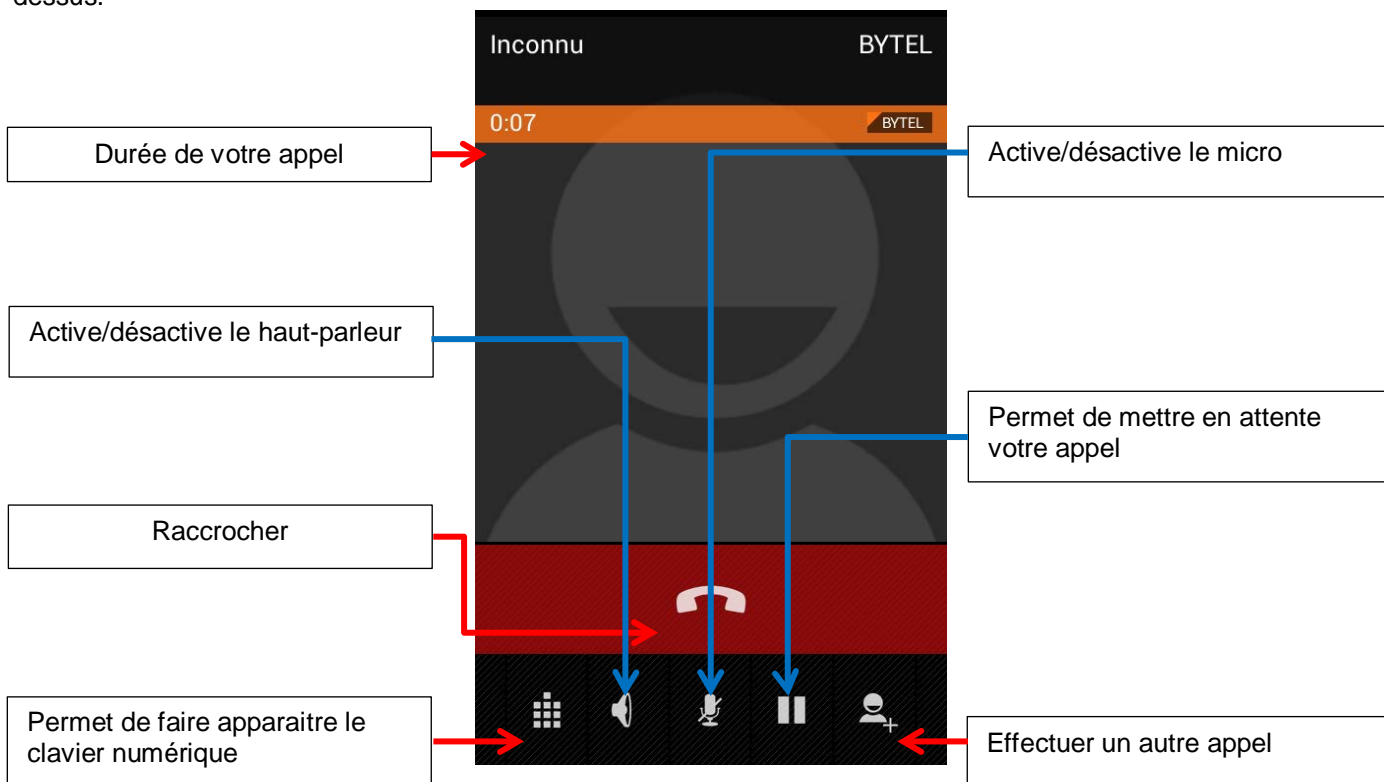 dessus.
Inconnu BYTEL
0:07 BYTEL
Durée de votre appel
Active/désactive le micro
Active/désactive le haut-parleur
Permet de mettre en attente
votre appel
Raccrocher
Permet de faire apparaitre le
clavier numérique
Effectuer un autre appel